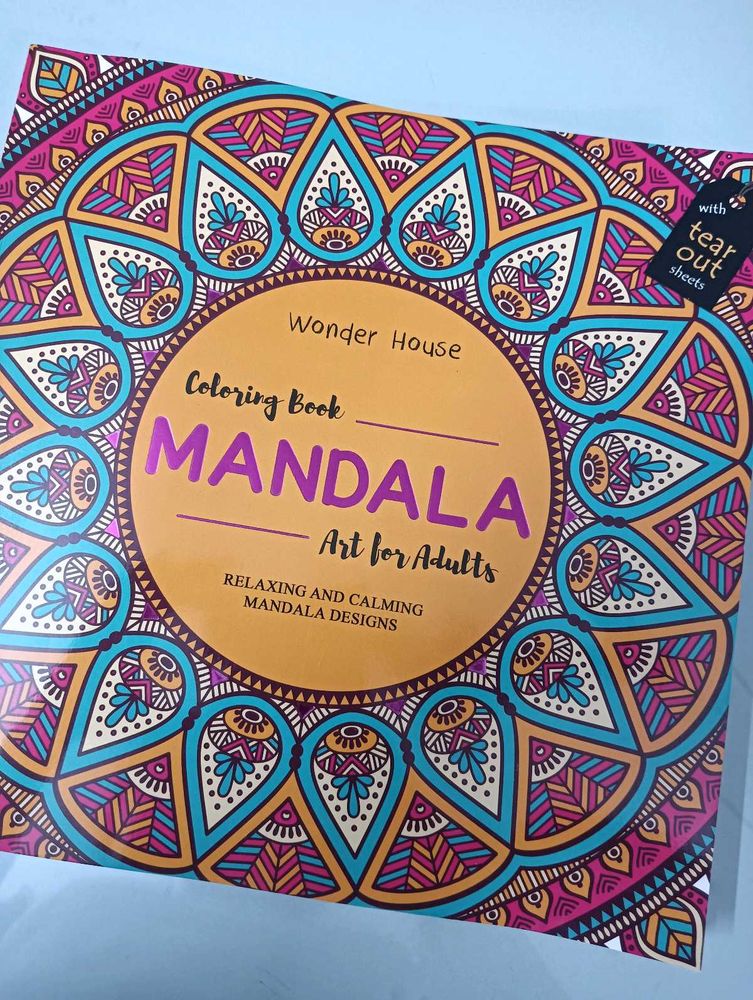 with
tear
out
sheets
Wonder House
Coloring Book
MANDALA
Art for Adults
RELAXING AND CALMING
MANDALA DESIGNS